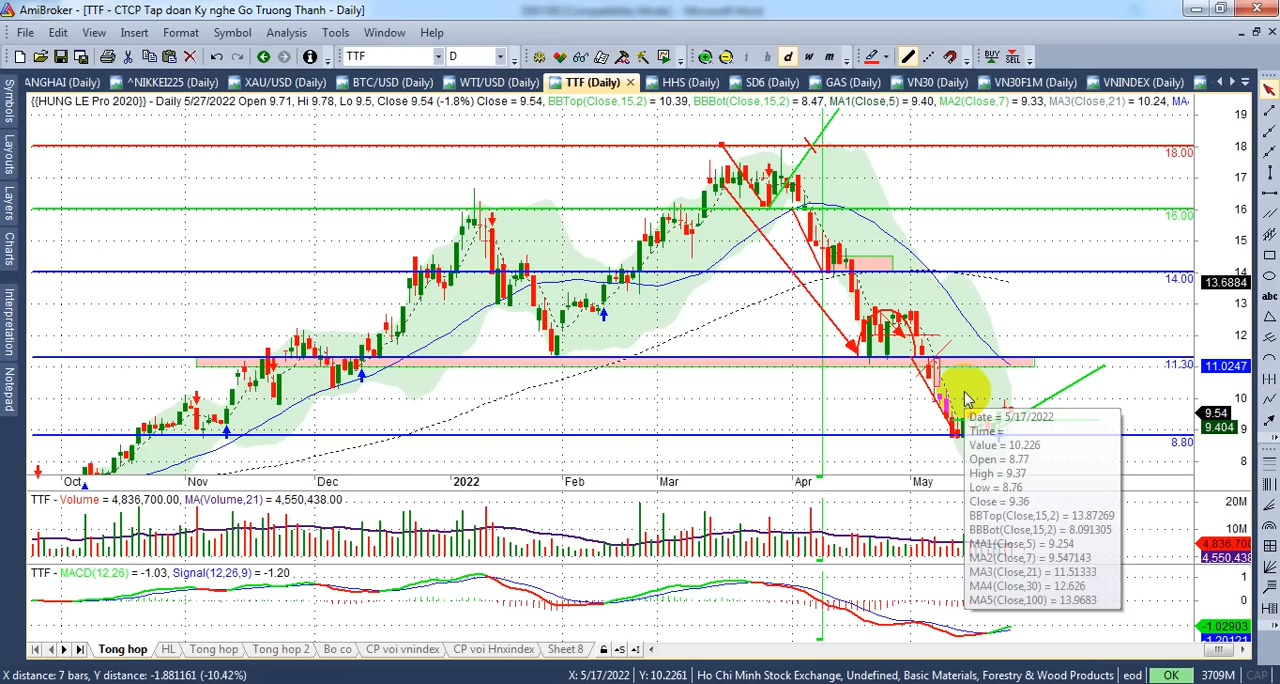 AmiBroker - [TTF - CTCP Tap doan Ky nghe Go Truong Thanh - Daily]
File Edit View Insert Format Symbol Analysis Tools Window Help
TTF D i h d w m BUY SELL
ANGHAI (Daily) ^NIKKEI225 (Daily) XAU/USD (Daily) BTC/USD (Daily) WTI/USD (Daily) TTF (Daily) HHS (Daily) SD6 (Daily) GAS (Daily) VN30 (Daily) VN30F1M (Daily) VNINDEX (Daily)
{{HUNG LE Pro 2020}} - Daily 5/27/2022 Open 9.71, Hi 9.78, Lo 9.5, Close 9.54 (-1.8%) Close = 9.54, BBTop(Close,15,2) = 10.39, BBBot(Close,15,2) = 8.47, MA1(Close,5) = 9.40, MA2(Close,7) = 9.33, MA3(Close,21) = 10.24, MA
Symbols
Layouts
Layers
Charts
Interpretation
Notepad
19
18
18.00
17
16
16.00
15
14
14.00
13.6884
13
12
11.30
11.0247
10
9.54
9.404
9
8.80
8
abc
Date = 5/17/2022
Time =
Value = 10.226
Open = 8.77
High = 9.37
Low = 8.76
Close = 9.36
BBTop(Close,15,2) = 13.87269
BBBot(Close,15,2) = 8.091305
MA1(Close,5) = 9.254
MA2(Close,7) = 9.547143
MA3(Close,21) = 11.51333
MA4(Close,30) = 12.626
MA5(Close,100) = 13.9683
Oct Nov Dec 2022 Feb Mar Apr May
TTF - Volume = 4,836,700.00, MA(Volume,21) = 4,550,438.00
20M
10M
4,836,700
4,550,438
TTF - MACD(12,26) = -1.03, Signal(12,26,9) = -1.20
1
0
-1.02903
-1.20121
Tong hop HL Tong hop Tong hop 2 Bo co CP voi vnindex CP voi Hnxindex Sheet 8
X distance: 7 bars, Y distance: -1.881161 (-10.42%) X: 5/17/2022 Y: 10.2261 Ho Chi Minh Stock Exchange, Undefined, Basic Materials, Forestry & Wood Products eod OK 3709M CAP